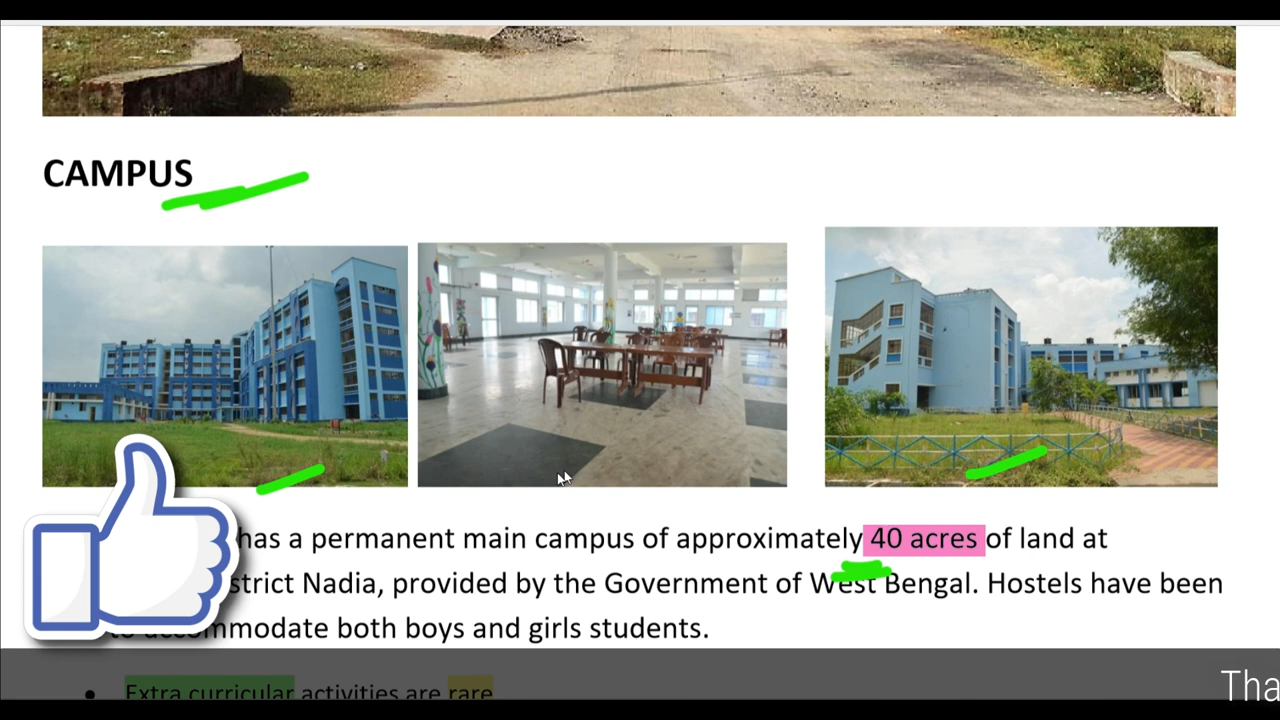 CAMPUS
has a permanent main campus of approximately 40 acres of land at
strict Nadia, provided by the Government of West Bengal. Hostels have been
accommodate both boys and girls students.
• Extra curricular activities are rare
Tha